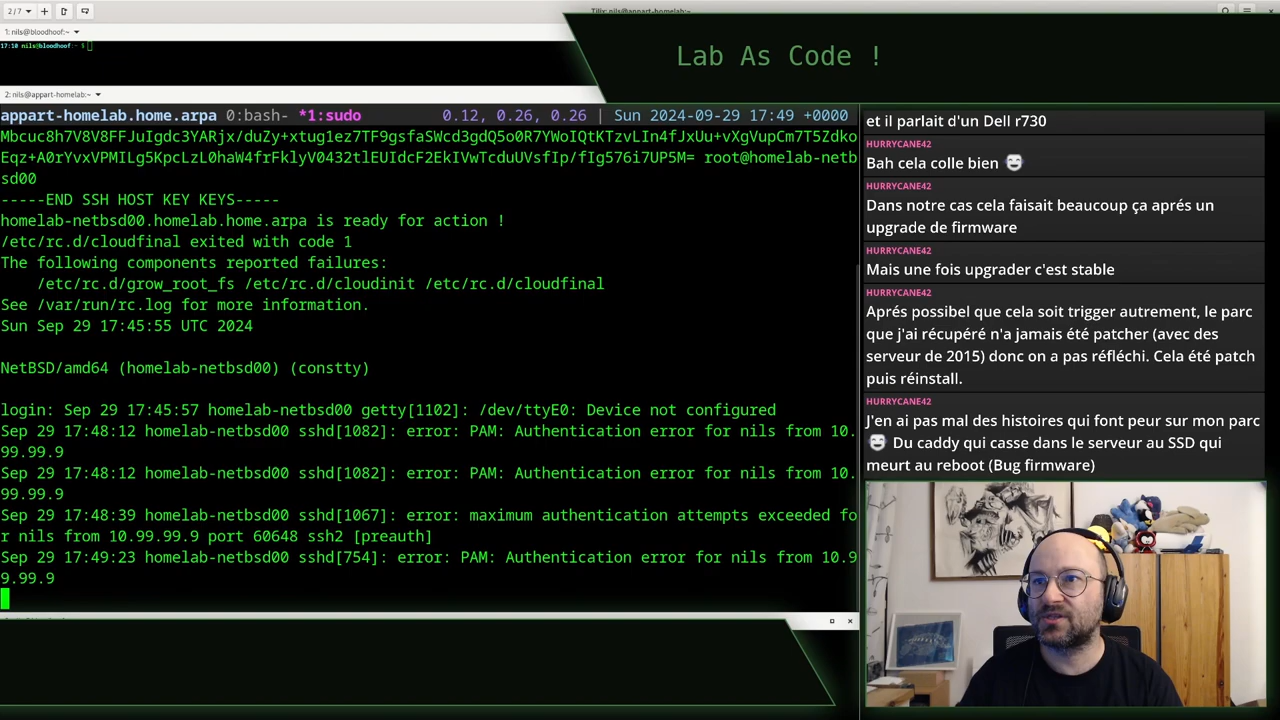 2/7
Tilix: nils@appart-homelab:~
1: nils@bloodhoof:~
17:10 nils@bloodhoof:~ $
Lab As Code !
2: nils@appart-homelab:~
appart-homelab.home.arpa 0:bash- *1:sudo 0.12, 0.26, 0.26 | Sun 2024-09-29 17:49 +0000
Mbcuc8h7V8V8FFJuIgdc3YARjx/duZy+xtug1ez7TF9gsfaSWcd3gdQ5o0R7YWoIQtKTzvLIn4fJxUu+vXgVupCm7T5Zdko
Eqz+A0rYvxVPMILg5KpcLzL0haW4frFklyV0432tlEUIdcF2EkIVwTcduUVsfIp/fIg576i7UP5M= root@homelab-netb
sd00
-----END SSH HOST KEY KEYS-----
homelab-netbsd00.homelab.home.arpa is ready for action !
/etc/rc.d/cloudfinal exited with code 1
The following components reported failures:
/etc/rc.d/grow_root_fs /etc/rc.d/cloudinit /etc/rc.d/cloudfinal
See /var/run/rc.log for more information.
Sun Sep 29 17:45:55 UTC 2024
NetBSD/amd64 (homelab-netbsd00) (constty)
login: Sep 29 17:45:57 homelab-netbsd00 getty[1102]: /dev/ttyE0: Device not configured
Sep 29 17:48:12 homelab-netbsd00 sshd[1082]: error: PAM: Authentication error for nils from 10.
99.99.9
Sep 29 17:48:12 homelab-netbsd00 sshd[1082]: error: PAM: Authentication error for nils from 10.
99.99.9
Sep 29 17:48:39 homelab-netbsd00 sshd[1067]: error: maximum authentication attempts exceeded fo
r nils from 10.99.99.9 port 60648 ssh2 [preauth]
Sep 29 17:49:23 homelab-netbsd00 sshd[754]: error: PAM: Authentication error for nils from 10.9
9.99.9
et il parlait d'un Dell r730
HURRYCANE42
Bah cela colle bien
HURRYCANE42
Dans notre cas cela faisait beaucoup ça aprés un
upgrade de firmware
HURRYCANE42
Mais une fois upgrader c'est stable
HURRYCANE42
Aprés possibel que cela soit trigger autrement, le parc
que j'ai récupéré n'a jamais été patcher (avec des
serveur de 2015) donc on a pas réfléchi. Cela été patch
puis réinstall.
HURRYCANE42
J'en ai pas mal des histoires qui font peur sur mon parc
Du caddy qui casse dans le serveur au SSD qui
meurt au reboot (Bug firmware)